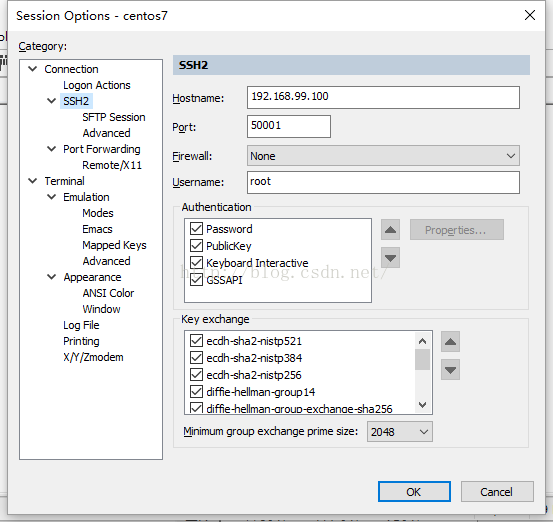 Session Options - centos7
Category:
Connection
Logon Actions
SSH2
SFTP Session
Advanced
Port Forwarding
Remote/X11
Terminal
Emulation
Modes
Emacs
Mapped Keys
Advanced
Appearance
ANSI Color
Window
Log File
Printing
X/Y/Zmodem
SSH2
Hostname: 192.168.99.100
Port: 50001
Firewall: None
Username: root
Authentication
Password
PublicKey
Keyboard Interactive
GSSAPI
Properties...
http://blog.csdn.net/
Key exchange
ecdh-sha2-nistp521
ecdh-sha2-nistp384
ecdh-sha2-nistp256
diffie-hellman-group14
diffie-hellman-group-exchange-sha256
Minimum group exchange prime size: 2048
OK Cancel